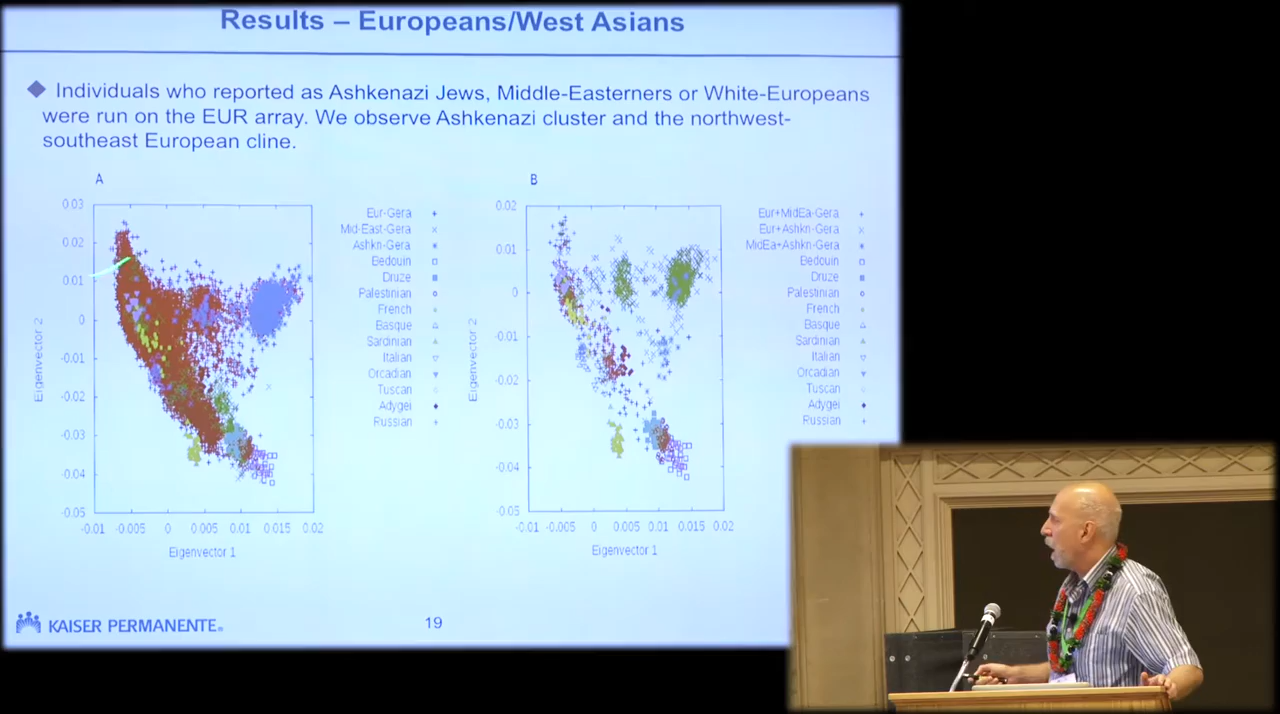 Results – Europeans/West Asians
Individuals who reported as Ashkenazi Jews, Middle-Easterners or White-Europeans
were run on the EUR array. We observe Ashkenazi cluster and the northwest-
southeast European cline.
A
0.03
0.02
0.01
0
-0.01
-0.02
-0.03
-0.04
-0.05
-0.01 -0.005 0 0.005 0.010 0.015 0.02
Eigenvector 2
Eigenvector 1
Eur-Gera
Mid-East-Gera
Ashkn-Gera
Bedouin
Druze
Palestinian
French
Basque
Sardinian
Italian
Orcadian
Tuscan
Adygei
Russian
B
0.02
0.01
0
-0.01
-0.02
-0.03
-0.04
-0.05
-0.01 -0.005 0 0.005 0.01 0.015 0.02
Eigenvector 2
Eigenvector 1
Eur+MidEa-Gera
Eur+Ashkn-Gera
MidEa+Ashkn-Gera
Bedouin
Druze
Palestinian
French
Basque
Sardinian
Italian
Orcadian
Tuscan
Adygei
Russian
KAISER PERMANENTE®
19